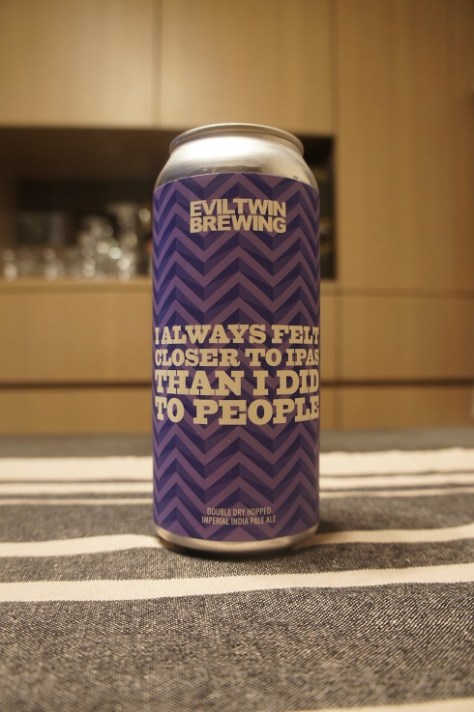 EVILTWIN
BREWING
I ALWAYS FELT
CLOSER TO IPAS
THAN I DID
TO PEOPLE
DOUBLE DRY HOPPED
IMPERIAL INDIA PALE ALE